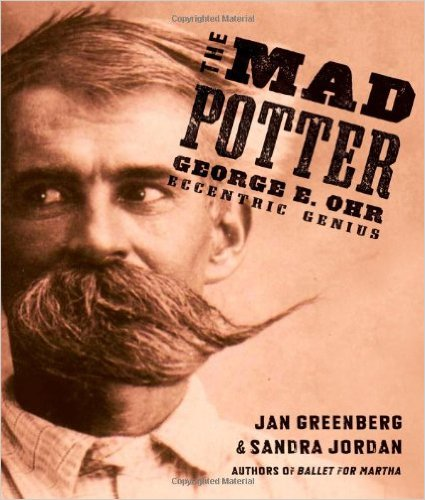 Copyrighted Material
THE MAD
POTTER
GEORGE E. OHR
ECCENTRIC GENIUS
JAN GREENBERG
& SANDRA JORDAN
AUTHORS OF BALLET FOR MARTHA
Copyrighted Material